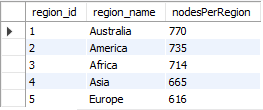 region_id region_name nodesPerRegion
1 Australia 770
2 America 735
3 Africa 714
4 Asia 665
5 Europe 616